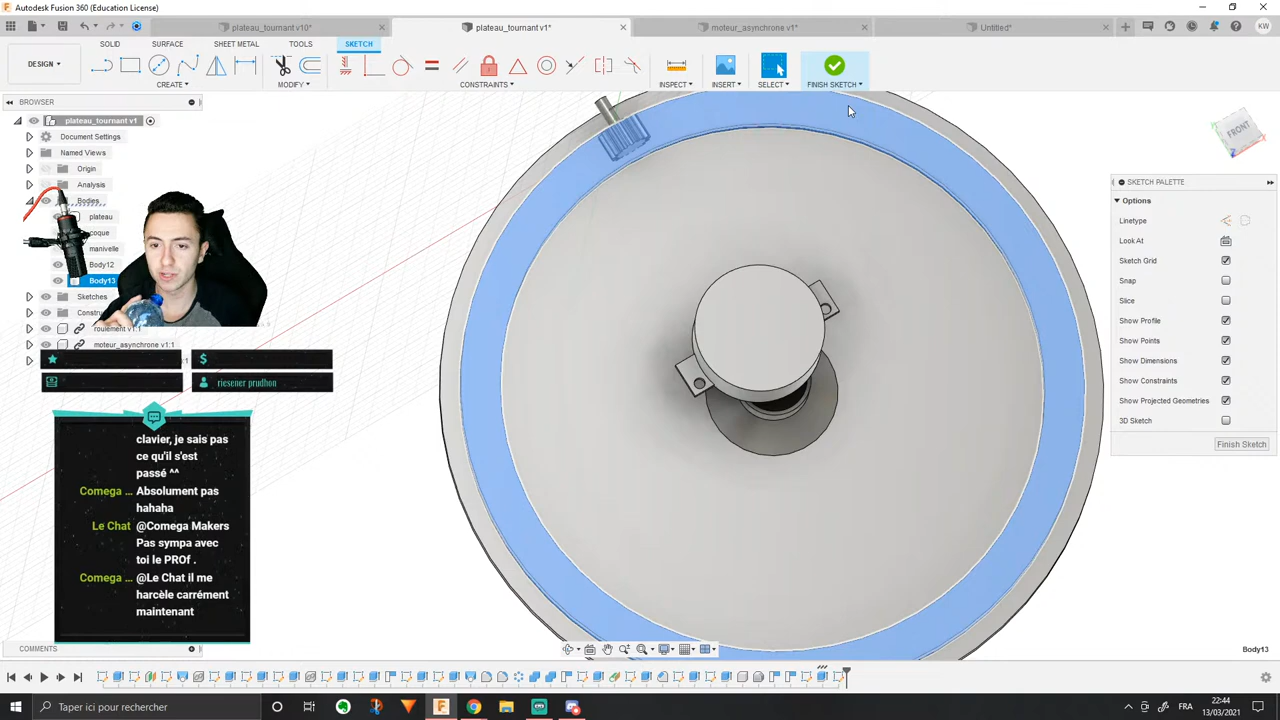 Autodesk Fusion 360 (Education License)
plateau_tournant v10*
plateau_tournant v1*
moteur_asynchrone v1*
Untitled*
KW
DESIGN
SOLID
SURFACE
SHEET METAL
TOOLS
SKETCH
CREATE
MODIFY
CONSTRAINTS
INSPECT
INSERT
SELECT
FINISH SKETCH
BROWSER
plateau_tournant v1
Document Settings
Named Views
Origin
Analysis
Bodies
plateau
coque
manivelle
Body12
Body13
Sketches
Constru
roulement v1:1
moteur_asynchrone v1:1
FRONT
Z
SKETCH PALETTE
Options
Linetype
Look At
Sketch Grid
Snap
Slice
Show Profile
Show Points
Show Dimensions
Show Constraints
Show Projected Geometries
3D Sketch
Finish Sketch
$
riesener prudhon
clavier, je sais pas
ce qu'il s'est
passé ^^
Comega ... Absolument pas
hahaha
Le Chat @Comega Makers
Pas sympa avec
toi le PROf .
Comega ... @Le Chat il me
harcèle carrément
maintenant
COMMENTS
Body13
Taper ici pour rechercher
FRA
22:44
13/03/2021